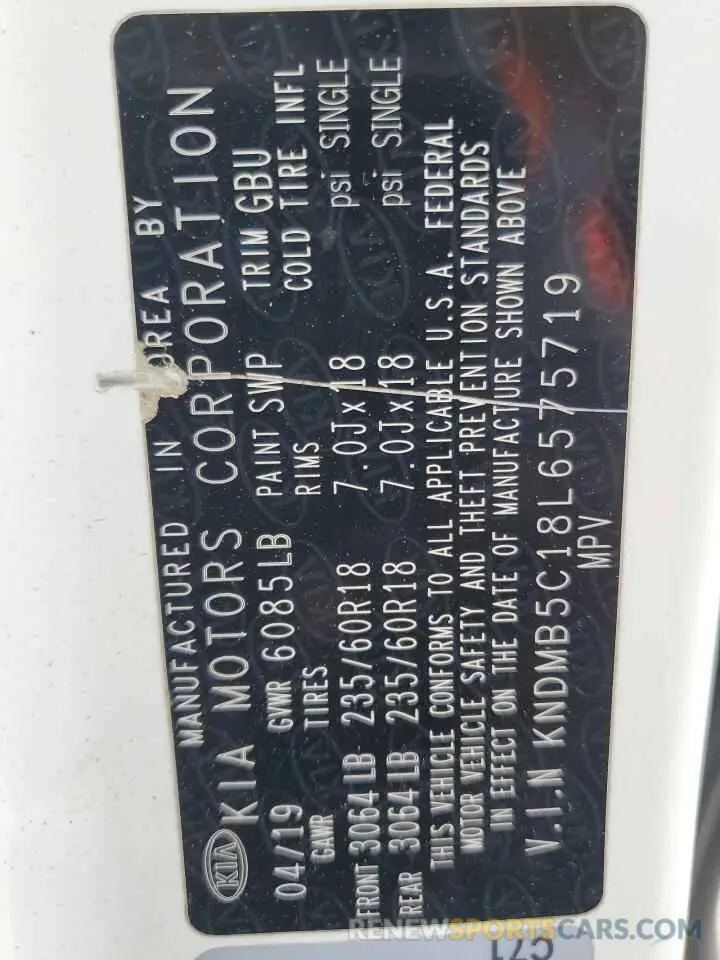 MANUFACTURED IN KOREA BY
KIA KIA MOTORS CORPORATION
04/19 GVWR 6085LB PAINT SWP TRIM GBU
GAWR TIRES RIMS COLD TIRE INFL
FRONT 3064LB 235/60R18 7.0Jx18 psi SINGLE
REAR 3064LB 235/60R18 7.0Jx18 psi SINGLE
THIS VEHICLE CONFORMS TO ALL APPLICABLE U.S.A. FEDERAL
MOTOR VEHICLE SAFETY AND THEFT PREVENTION STANDARDS
IN EFFECT ON THE DATE OF MANUFACTURE SHOWN ABOVE
V.I.N KNDMB5C18L6575719
MPV
RENEWSPORTSCARS.COM